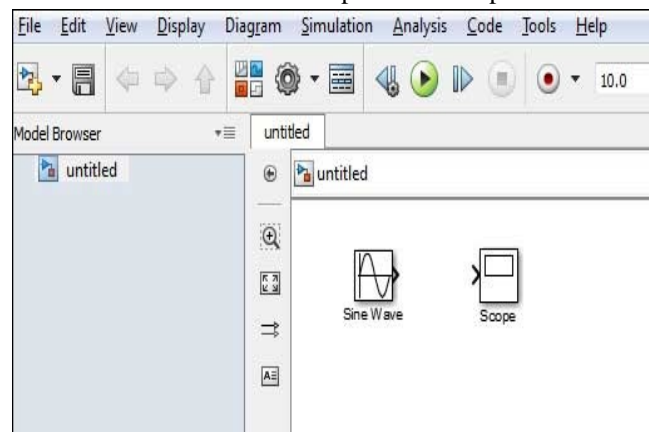 File Edit View Display Diagram Simulation Analysis Code Tools Help
10.0
Model Browser
untitled
untitled
untitled
Sine Wave
Scope